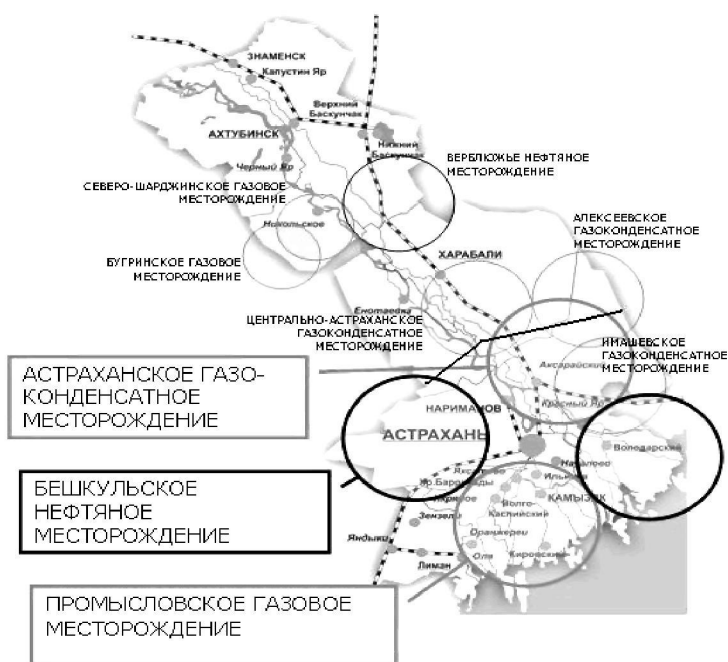 ЗНАМЕНСК
Капустин Яр
Верхний
Баскунчак
АХТУБИНСК
Нижний
Баскунчак
Черный Яр
ВЕРБЛЮЖЬЕ НЕФТЯНОЕ
МЕСТОРОЖДЕНИЕ
СЕВЕРО-ШАРДЖИНСКОЕ ГАЗОВОЕ
МЕСТОРОЖДЕНИЕ
Никольское
АЛЕКСЕЕВСКОЕ
ГАЗОКОНДЕНСАТНОЕ
МЕСТОРОЖДЕНИЕ
БУГРИНСКОЕ ГАЗОВОЕ
МЕСТОРОЖДЕНИЕ
ХАРАБАЛИ
Енотаевка
ЦЕНТРАЛЬНО-АСТРАХАНСКОЕ
ГАЗОКОНДЕНСАТНОЕ
МЕСТОРОЖДЕНИЕ
ИМАШЕВСКОЕ
ГАЗОКОНДЕНСАТНОЕ
МЕСТОРОЖДЕНИЕ
Аксарайский
АСТРАХАНСКОЕ ГАЗО-
КОНДЕНСАТНОЕ
МЕСТОРОЖДЕНИЕ
Красный Яр
НАРИМАНОВ
АСТРАХАНЬ
Володарский
Началово
Кр.Баррикады
Ильинка
КАМЫЗЯК
Волго-
Каспийский
БЕШКУЛЬСКОЕ
НЕФТЯНОЕ
МЕСТОРОЖДЕНИЕ
Зензели
Оранжереи
Яндыки
Лиман
Оля
Кировский
ПРОМЫСЛОВСКОЕ ГАЗОВОЕ
МЕСТОРОЖДЕНИЕ